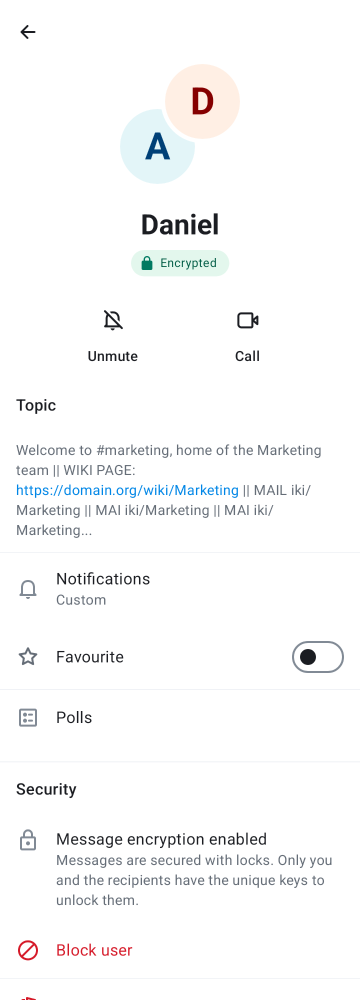 D
A
Daniel
Encrypted
Unmute
Call
Topic
Welcome to #marketing, home of the Marketing
team || WIKI PAGE:
https://domain.org/wiki/Marketing || MAIL iki/
Marketing || MAI iki/Marketing || MAI iki/
Marketing...
Notifications
Custom
Favourite
Polls
Security
Message encryption enabled
Messages are secured with locks. Only you
and the recipients have the unique keys to
unlock them.
Block user